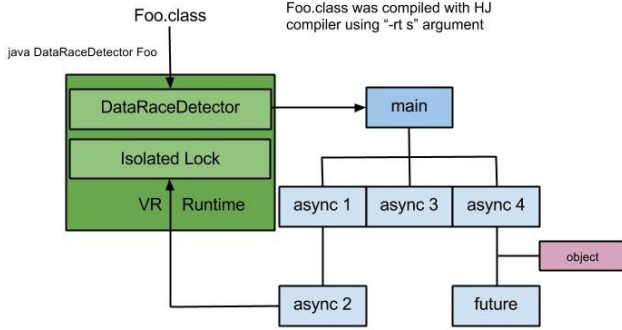 Foo.class
Foo.class was compiled with HJ
compiler using “-rt s” argument
java DataRaceDetector Foo
DataRaceDetector
main
Isolated Lock
VR Runtime
async 1
async 3
async 4
object
async 2
future